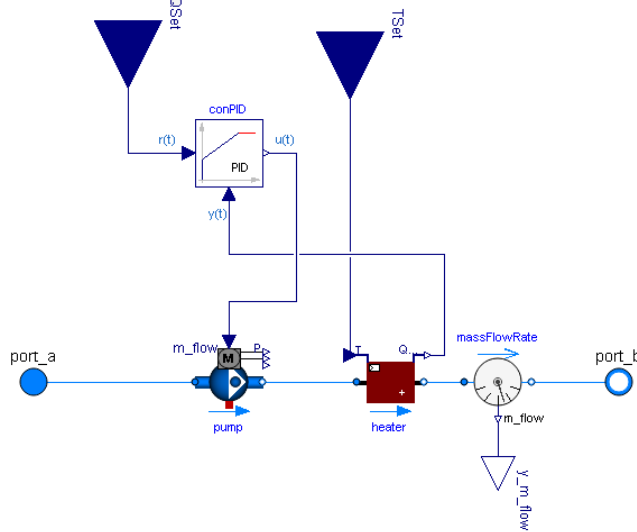 QSet
TSet
conPID
r(t)
u(t)
PID
y(t)
m_flow
P...
M
T...
Q...
massFlowRate
port_a
port_b
m_flow
pump
heater
y_m_flow